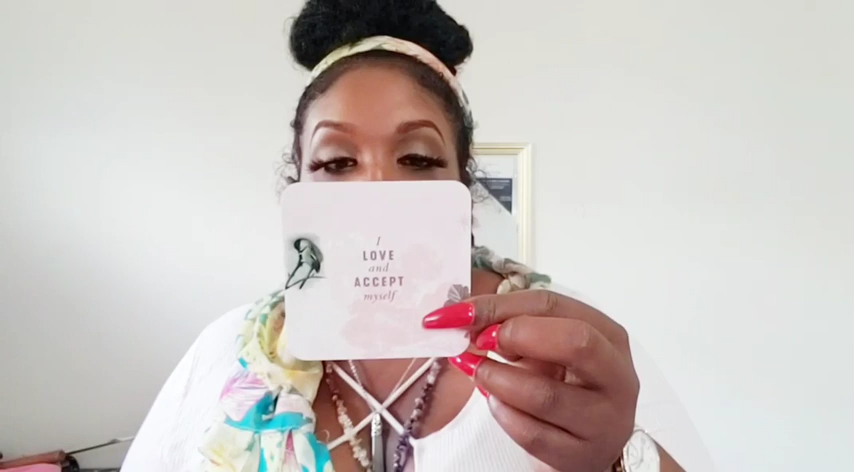 I
LOVE
and
ACCEPT
myself